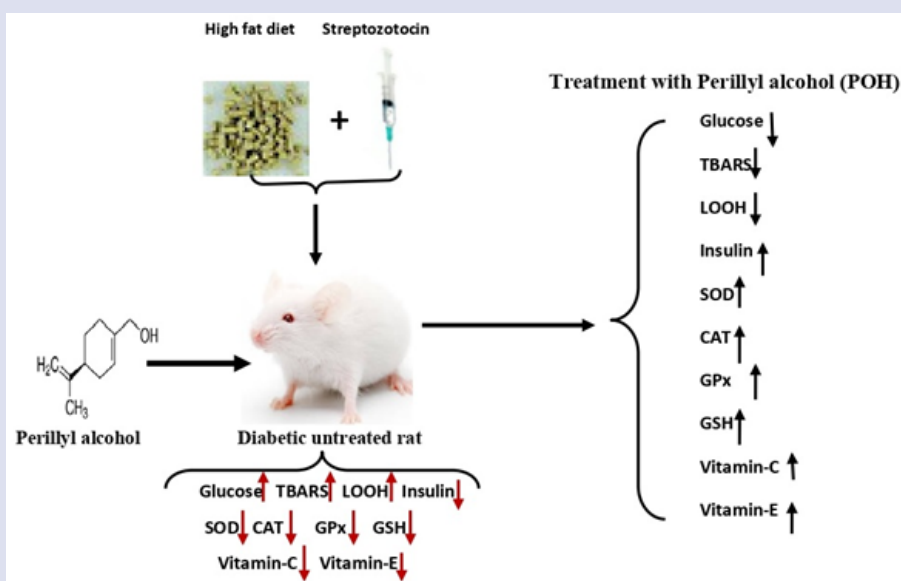 High fat diet Streptozotocin
+
Treatment with Perillyl alcohol (POH)
Glucose
TBARS
LOOH
Insulin
SOD
CAT
GPx
GSH
Vitamin-C
Vitamin-E
OH
H₂C
CH₃
Perillyl alcohol
Diabetic untreated rat
Glucose TBARS LOOH Insulin
SOD CAT GPx GSH
Vitamin-C Vitamin-E